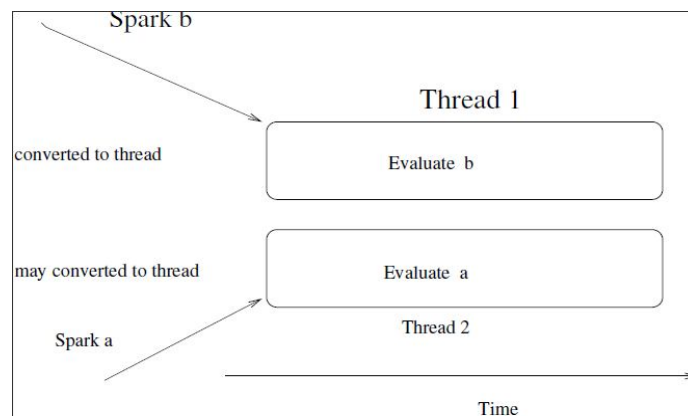 Spark b
Thread 1
converted to thread
Evaluate b
may converted to thread
Evaluate a
Thread 2
Spark a
Time